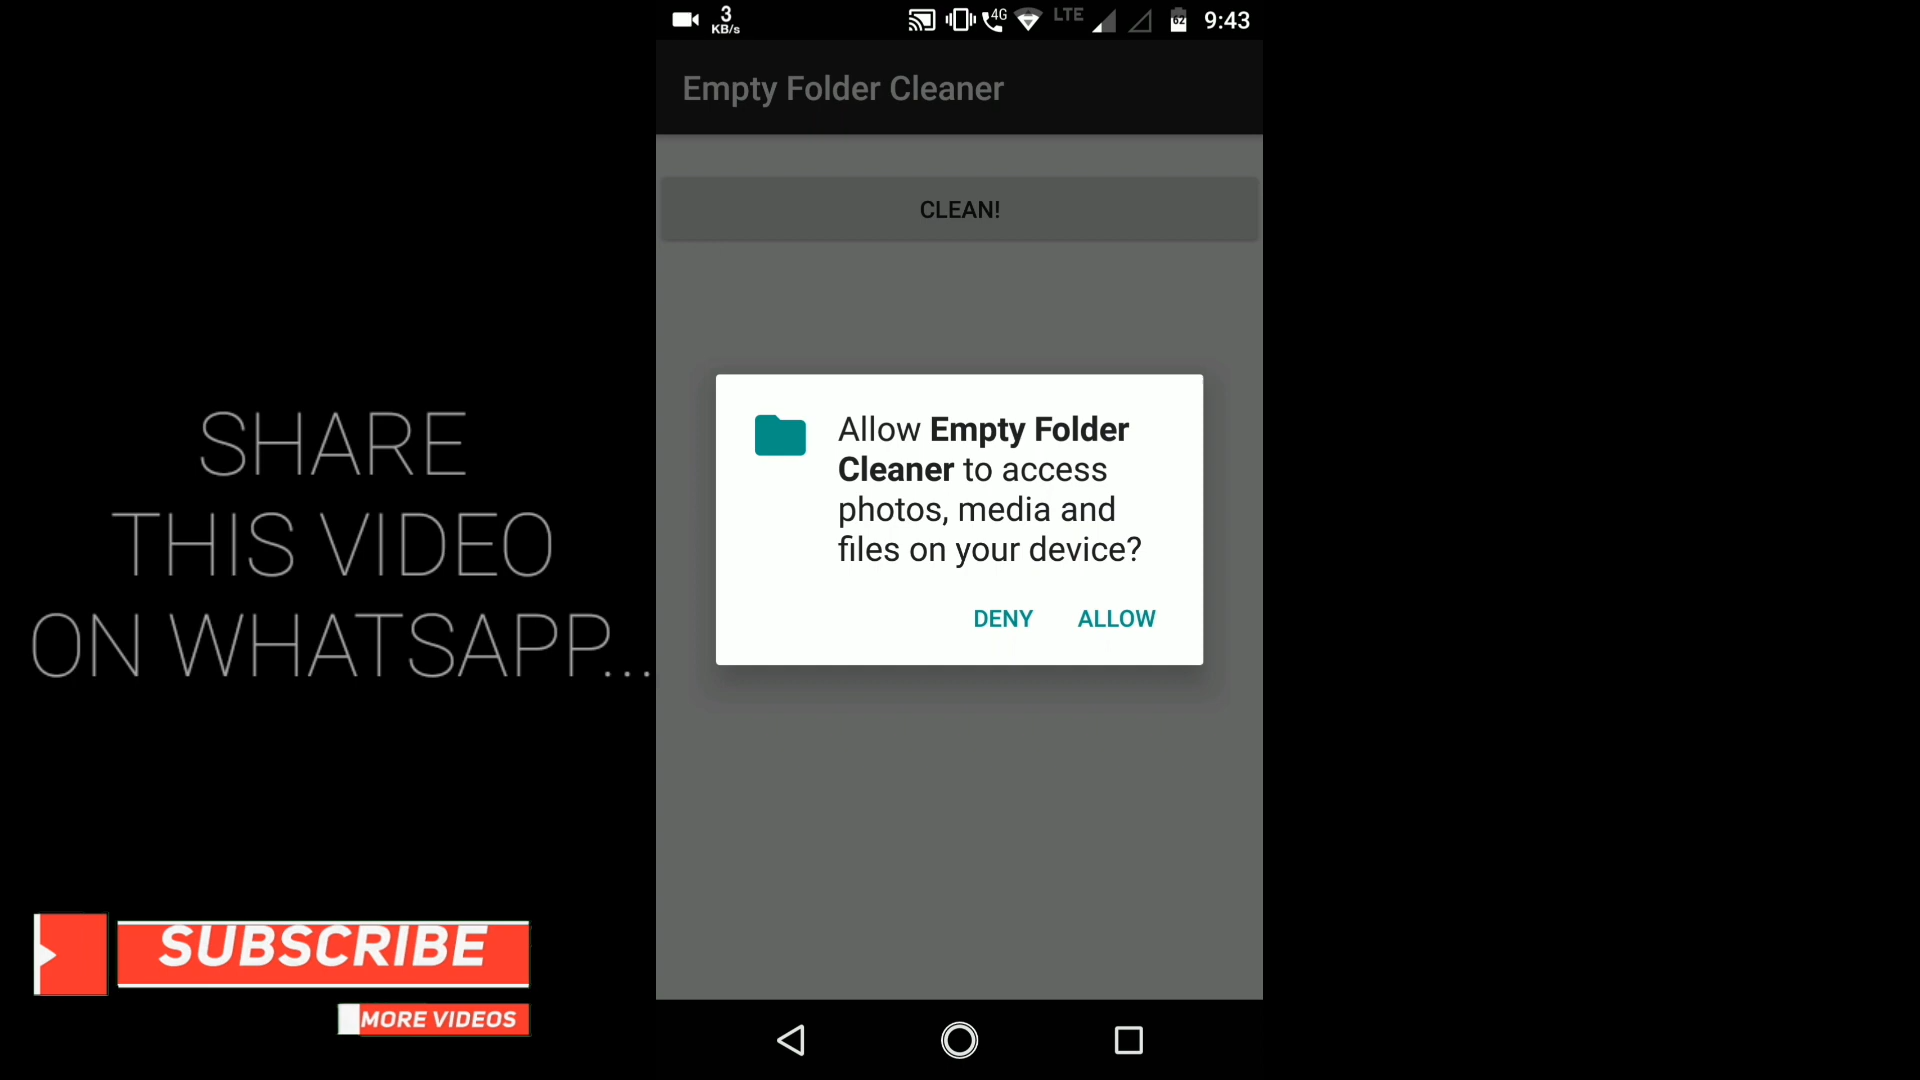 3
KB/s
4G
LTE
62
9:43
Empty Folder Cleaner
CLEAN!
Allow Empty Folder
Cleaner to access
photos, media and
files on your device?
DENY ALLOW
SHARE
THIS VIDEO
ON WHATSAPP...
SUBSCRIBE
MORE VIDEOS